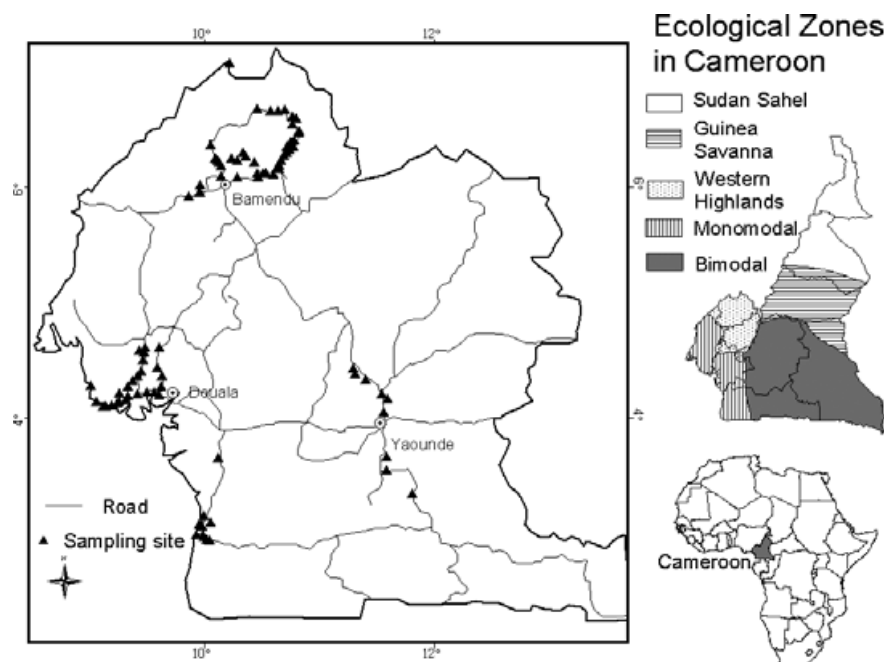 10°
12°
6°
6°
4°
4°
10°
12°
Bamendu
Douala
Yaounde
Road
Sampling site
Ecological Zones
in Cameroon
Sudan Sahel
Guinea
Savanna
Western
Highlands
Monomodal
Bimodal
Cameroon